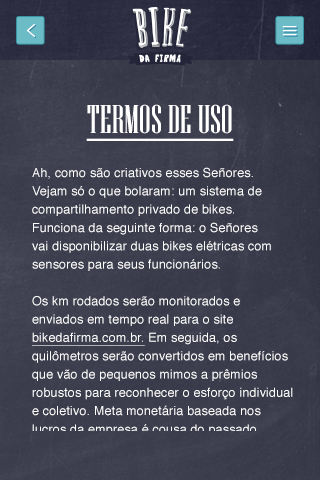 BIKE
DA FIRMA
TERMOS DE USO
Ah, como são criativos esses Señores.
Vejam só o que bolaram: um sistema de
compartilhamento privado de bikes.
Funciona da seguinte forma: o Señores
vai disponibilizar duas bikes elétricas com
sensores para seus funcionários.
Os km rodados serão monitorados e
enviados em tempo real para o site
bikedafirma.com.br. Em seguida, os
quilômetros serão convertidos em benefícios
que vão de pequenos mimos a prêmios
robustos para reconhecer o esforço individual
e coletivo. Meta monetária baseada nos
lucros da empresa é cousa do passado